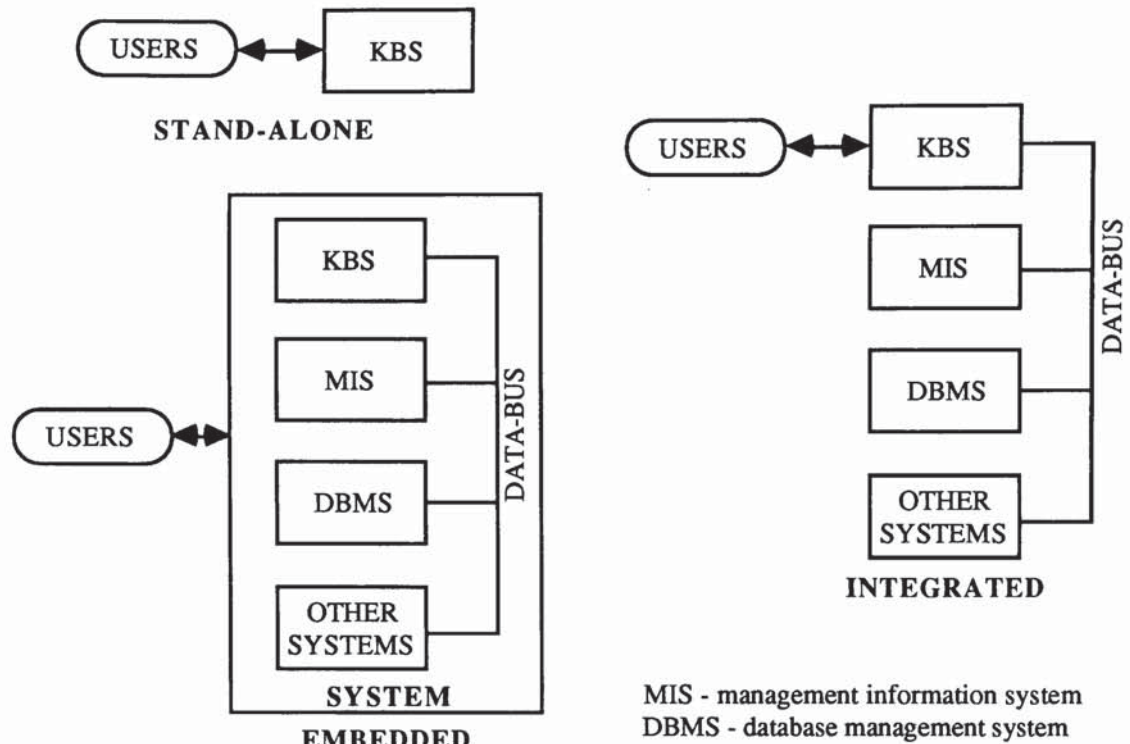 USERS
KBS
STAND-ALONE
KBS
MIS
DBMS
OTHER
SYSTEMS
DATA-BUS
USERS
SYSTEM
EMBEDDED
USERS
KBS
MIS
DBMS
OTHER
SYSTEMS
DATA-BUS
INTEGRATED
MIS - management information system
DBMS - database management system